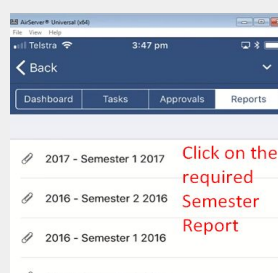 AirServer® Universal (x64)
File View Help
Telstra 3:47 pm
Back
Dashboard Tasks Approvals Reports
2017 - Semester 1 2017
2016 - Semester 2 2016
2016 - Semester 1 2016
Click on the
required
Semester
Report